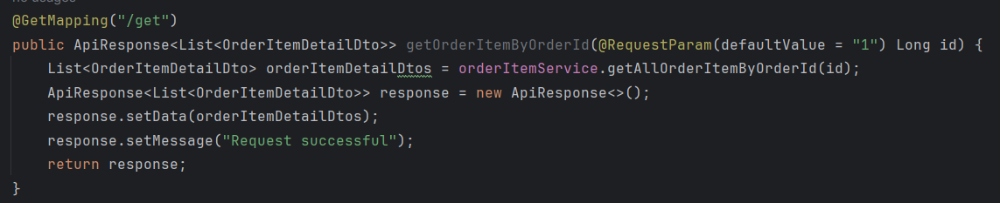 no usages
@GetMapping("/get")
public ApiResponse<List<OrderItemDetailDto>> getOrderItemByOrderId(@RequestParam(defaultValue = "1") Long id) {
    List<OrderItemDetailDto> orderItemDetailDtos = orderItemService.getAllOrderItemByOrderId(id);
    ApiResponse<List<OrderItemDetailDto>> response = new ApiResponse<>();
    response.setData(orderItemDetailDtos);
    response.setMessage("Request successful");
    return response;
}